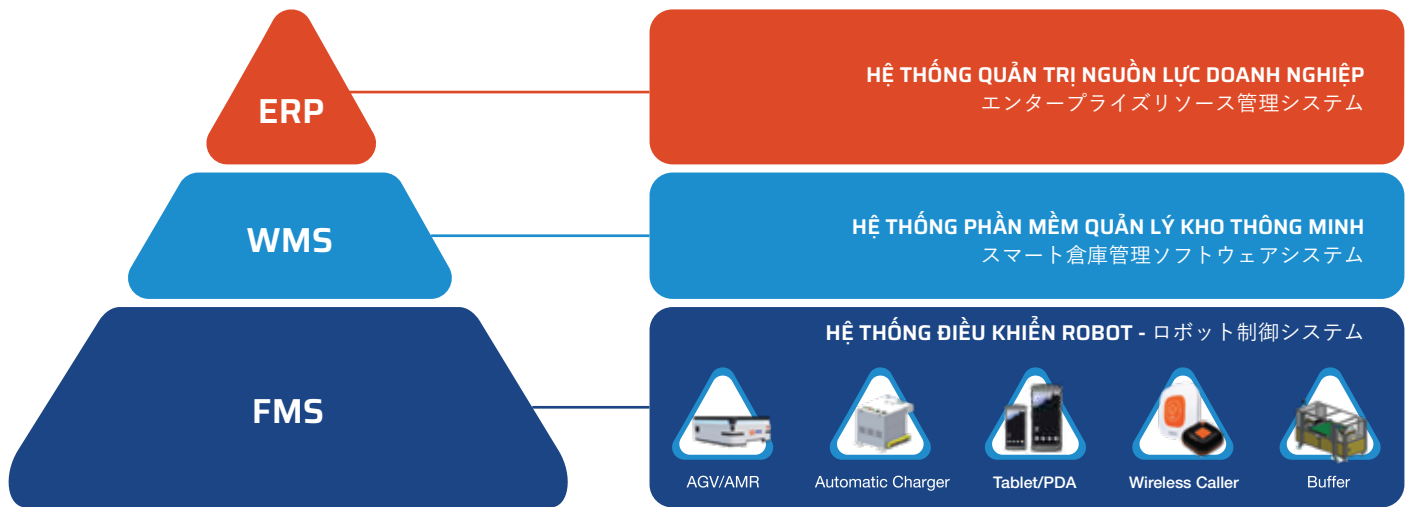 ERP
HỆ THỐNG QUẢN TRỊ NGUỒN LỰC DOANH NGHIỆP
エンタープライズリソース管理システム
WMS
HỆ THỐNG PHẦN MỀM QUẢN LÝ KHO THÔNG MINH
スマート倉庫管理ソフトウェアシステム
FMS
HỆ THỐNG ĐIỀU KHIỂN ROBOT - ロボット制御システム
AGV/AMR
Automatic Charger
Tablet/PDA
Wireless Caller
Buffer